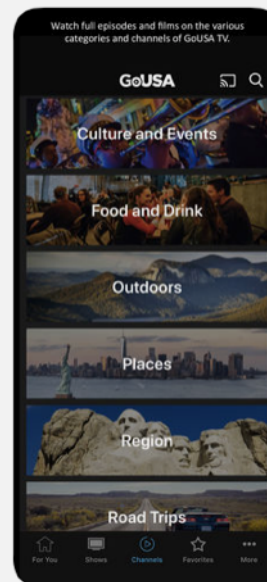 Watch full episodes and films on the various
categories and channels of GoUSA TV.
GoUSA
Culture and Events
Food and Drink
Outdoors
Places
Region
Road Trips
For You Shows Channels Favorites More